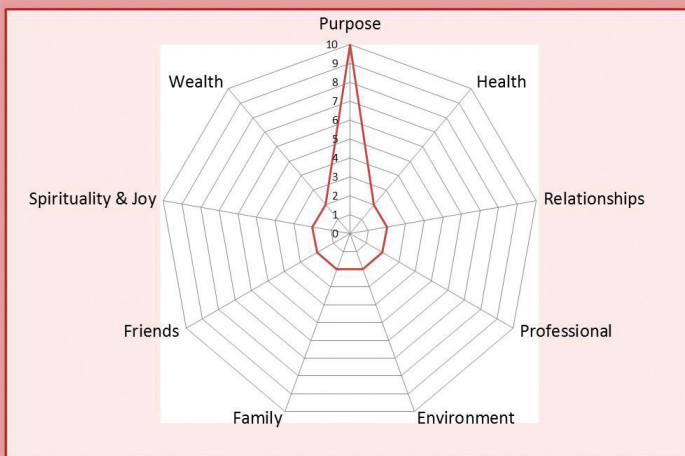 Purpose
10
9
8
7
6
5
4
3
2
1
0
Health
Relationships
Professional
Environment
Family
Friends
Spirituality & Joy
Wealth